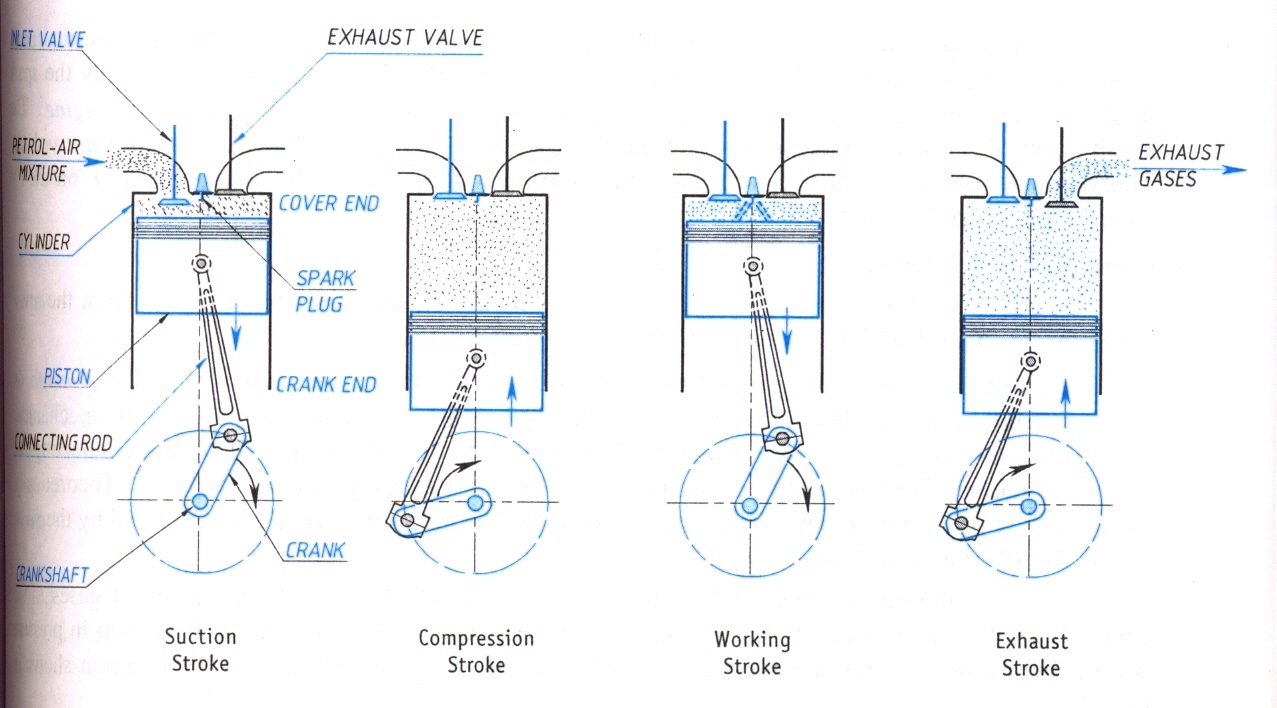 INLET VALVE
EXHAUST VALVE
PETROL-AIR
MIXTURE
CYLINDER
COVER END
SPARK
PLUG
PISTON
CRANK END
CONNECTING ROD
CRANK
CRANKSHAFT
EXHAUST
GASES
Suction
Stroke
Compression
Stroke
Working
Stroke
Exhaust
Stroke